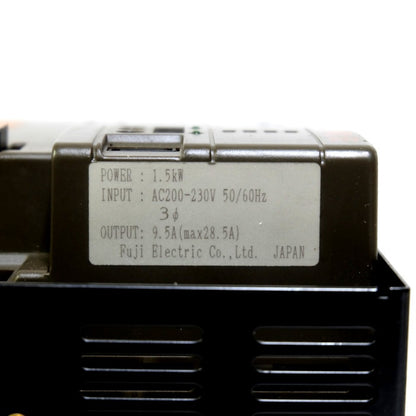 POWER : 1.5kW
INPUT : AC200-230V 50/60Hz
3ϕ
OUTPUT: 9.5A(max28.5A)
Fuji Electric Co.,Ltd. JAPAN